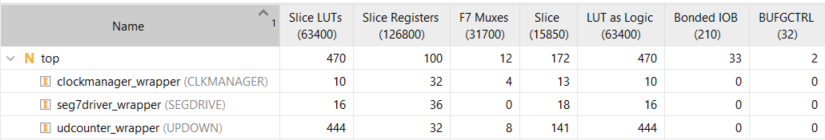 Name 1 Slice LUTs (63400) Slice Registers (126800) F7 Muxes (31700) Slice (15850) LUT as Logic (63400) Bonded IOB (210) BUFGCTRL (32)
N top 470 100 12 172 470 33 2
I clockmanager_wrapper (CLKMANAGER) 10 32 4 13 10 0 0
I seg7driver_wrapper (SEGDRIVE) 16 36 0 18 16 0 0
I udcounter_wrapper (UPDOWN) 444 32 8 141 444 0 0